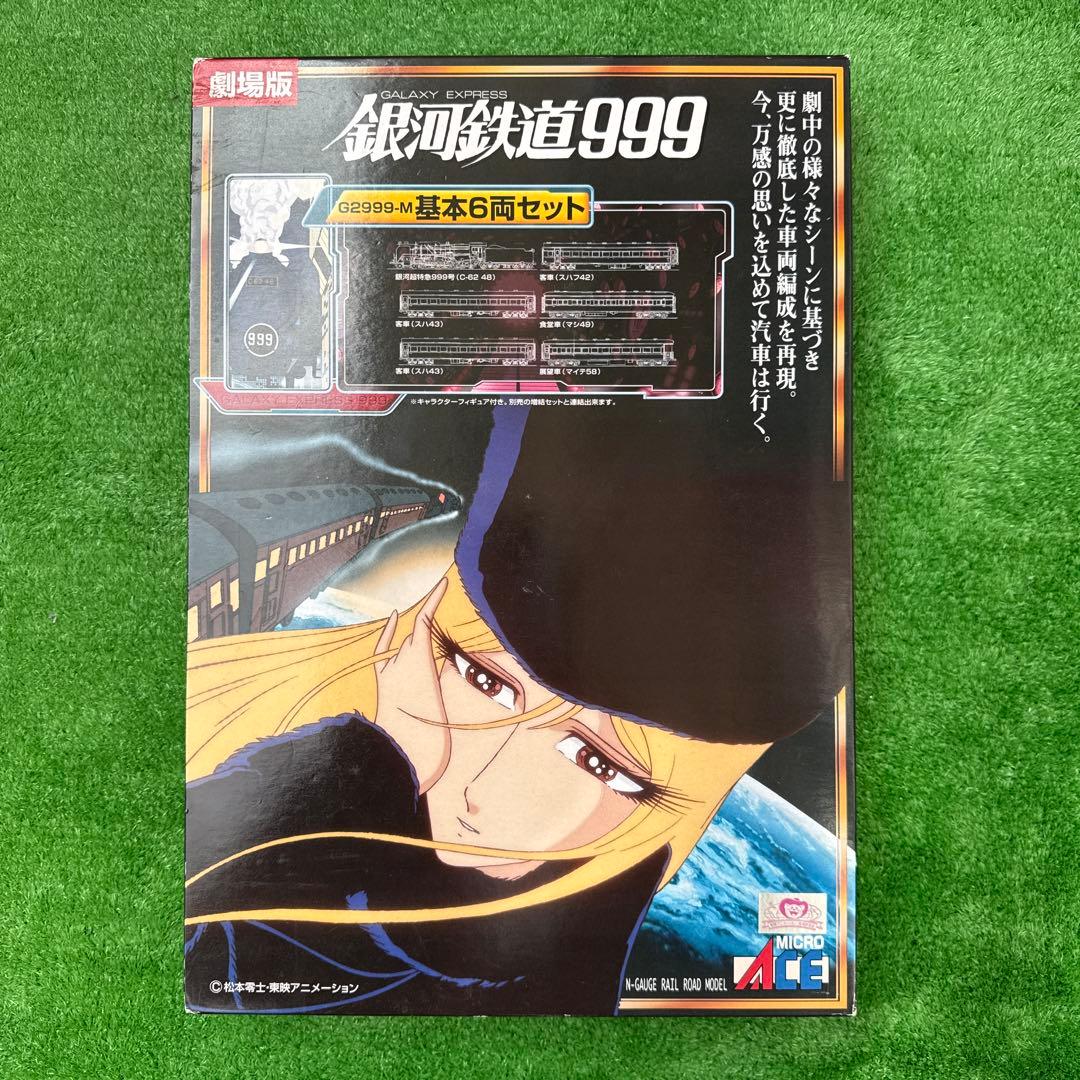 劇場版
GALAXY EXPRESS
銀河鉄道999
劇中の様々なシーンに基づき
更に徹底した車両編成を再現。
今、万感の思いを込めて汽車は行く。
G2999-M 基本6両セット
銀河超特急999号(C-62 48)
客車(スハフ42)
客車(スハ43)
食堂車(マシ49)
客車(スハ43)
展望車(マイテ58)
C62 48
999
GALAXY EXPRESS 999
※キャラクターフィギュア付き。別売の増結セットと連結出来ます。
©松本零士・東映アニメーション
N-GAUGE RAIL ROAD MODEL
MICRO
ACE